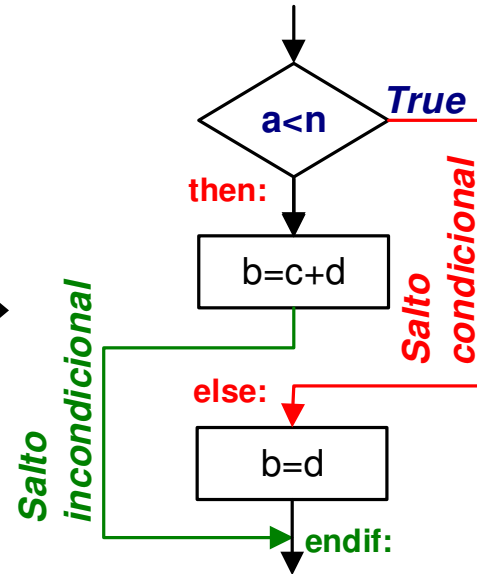 True
a<n
then:
b=c+d
Salto
condicional
Salto
incondicional
else:
b=d
endif: